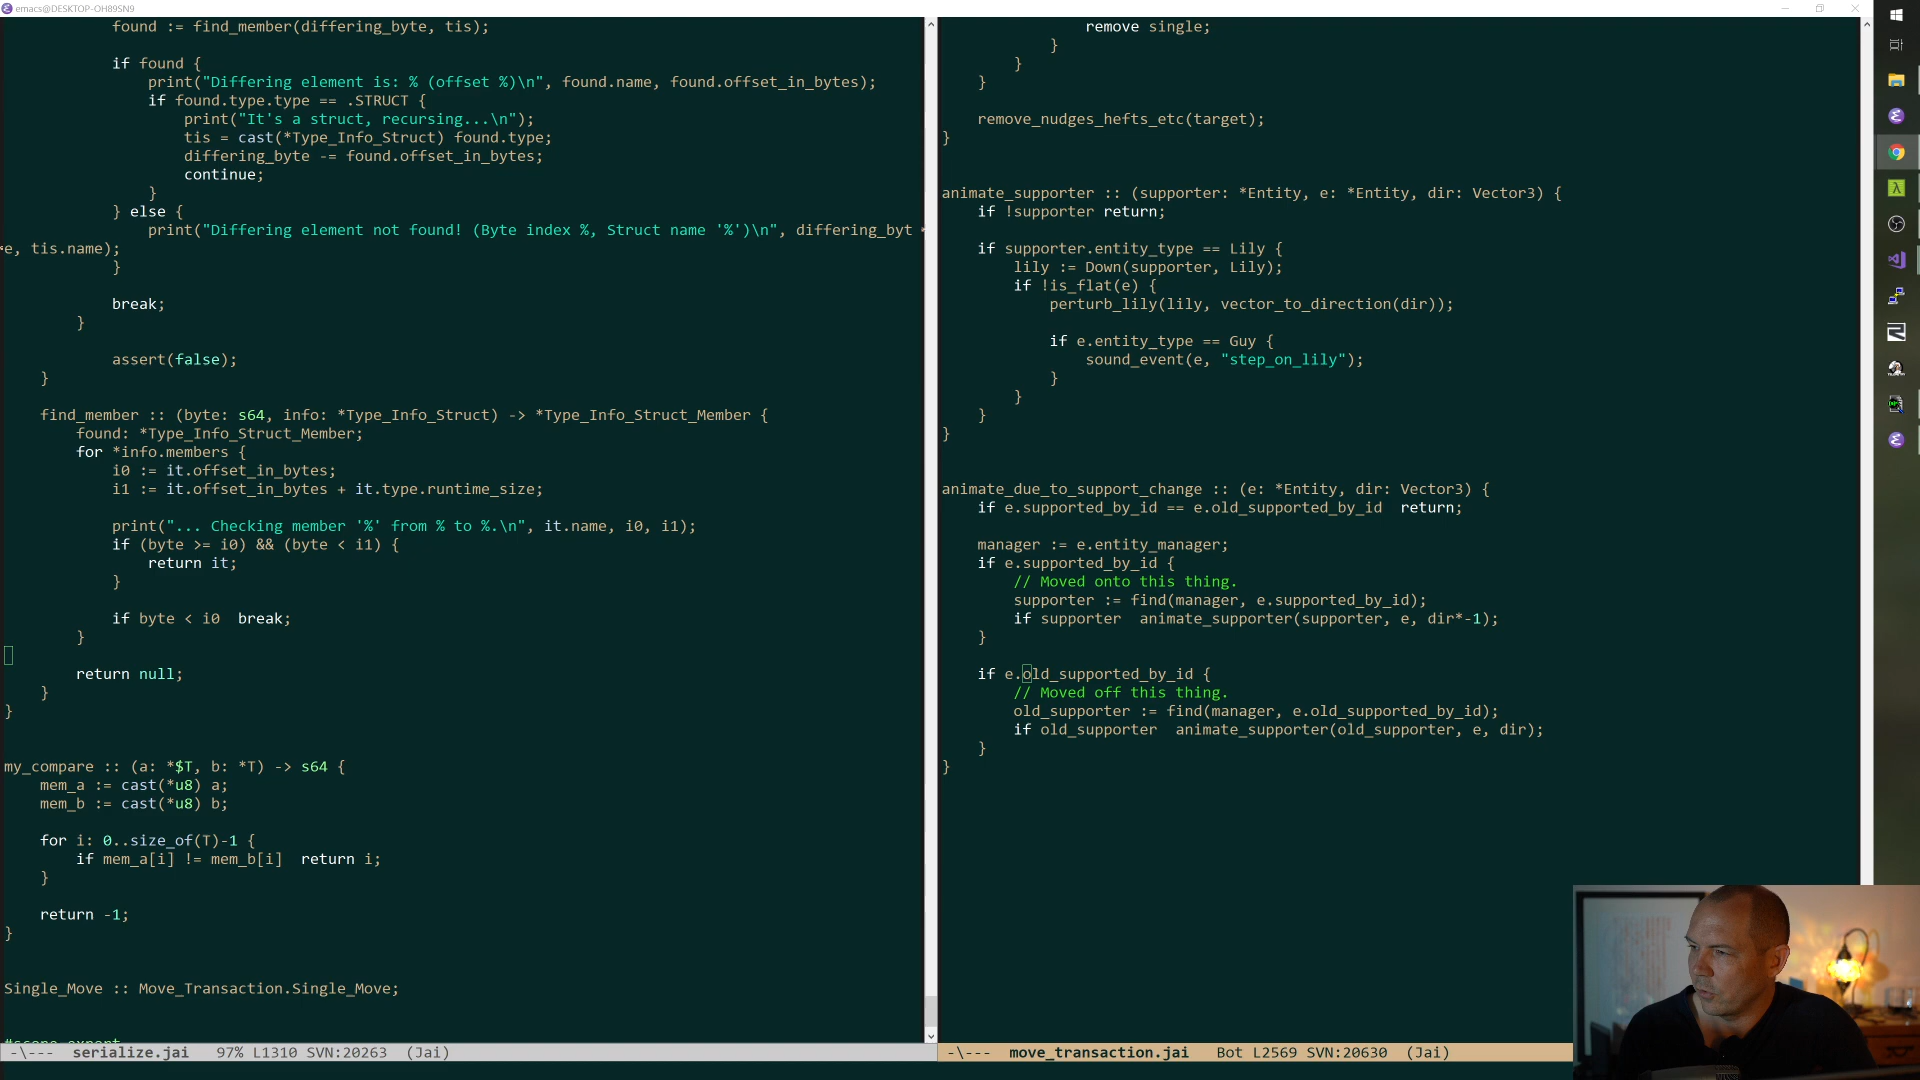 emacs@DESKTOP-OH89SN9
found := find_member(differing_byte, tis);
if found {
print("Differing element is: % (offset %)\n", found.name, found.offset_in_bytes);
if found.type.type == .STRUCT {
print("It's a struct, recursing...\n");
tis = cast(*Type_Info_Struct) found.type;
differing_byte -= found.offset_in_bytes;
continue;
}
} else {
print("Differing element not found! (Byte index %, Struct name '%')\n", differing_byt
e, tis.name);
}
break;
}
assert(false);
}
find_member :: (byte: s64, info: *Type_Info_Struct) -> *Type_Info_Struct_Member {
found: *Type_Info_Struct_Member;
for *info.members {
i0 := it.offset_in_bytes;
i1 := it.offset_in_bytes + it.type.runtime_size;
print("... Checking member '%' from % to %.\n", it.name, i0, i1);
if (byte >= i0) && (byte < i1) {
return it;
}
if byte < i0  break;
}
return null;
}
}
my_compare :: (a: *$T, b: *T) -> s64 {
mem_a := cast(*u8) a;
mem_b := cast(*u8) b;
for i: 0..size_of(T)-1 {
if mem_a[i] != mem_b[i]  return i;
}
return -1;
}
Single_Move :: Move_Transaction.Single_Move;
#scope_export
-\---  serialize.jai   97% L1310 SVN:20263  (Jai)
remove single;
}
}
}
remove_nudges_hefts_etc(target);
}
animate_supporter :: (supporter: *Entity, e: *Entity, dir: Vector3) {
if !supporter return;
if supporter.entity_type == Lily {
lily := Down(supporter, Lily);
if !is_flat(e) {
perturb_lily(lily, vector_to_direction(dir));
if e.entity_type == Guy {
sound_event(e, "step_on_lily");
}
}
}
}
animate_due_to_support_change :: (e: *Entity, dir: Vector3) {
if e.supported_by_id == e.old_supported_by_id  return;
manager := e.entity_manager;
if e.supported_by_id {
// Moved onto this thing.
supporter := find(manager, e.supported_by_id);
if supporter  animate_supporter(supporter, e, dir*-1);
}
if e.old_supported_by_id {
// Moved off this thing.
old_supporter := find(manager, e.old_supported_by_id);
if old_supporter  animate_supporter(old_supporter, e, dir);
}
}
-\---  move_transaction.jai   Bot L2569 SVN:20630  (Jai)